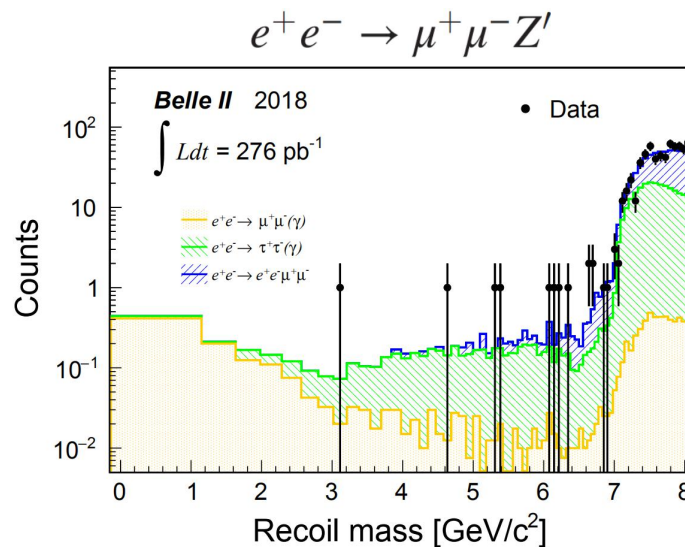 e⁺e⁻ → μ⁺μ⁻Z′
Belle II 2018
∫ Ldt = 276 pb⁻¹
Data
e⁺e⁻→ μ⁺μ⁻(γ)
e⁺e⁻→ τ⁺τ⁻(γ)
e⁺e⁻→ e⁺e⁻μ⁺μ⁻
Counts
10²
10
1
10⁻¹
10⁻²
0 1 2 3 4 5 6 7 8
Recoil mass [GeV/c²]